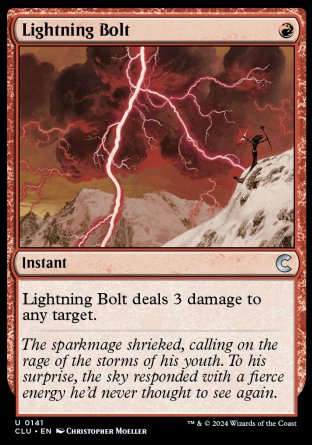 Lightning Bolt
Instant
Lightning Bolt deals 3 damage to
any target.
The sparkmage shrieked, calling on the
rage of the storms of his youth. To his
surprise, the sky responded with a fierce
energy he'd never thought to see again.
U 0141
CLU • EN Christopher Moeller
™ & © 2024 Wizards of the Coast